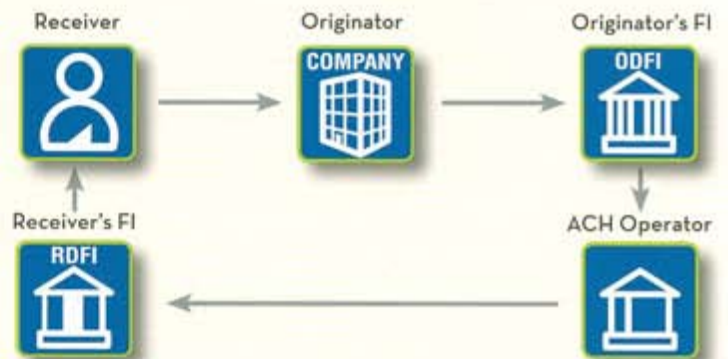 Receiver
Originator
Originator's FI
COMPANY
ODFI
Receiver's FI
ACH Operator
RDFI